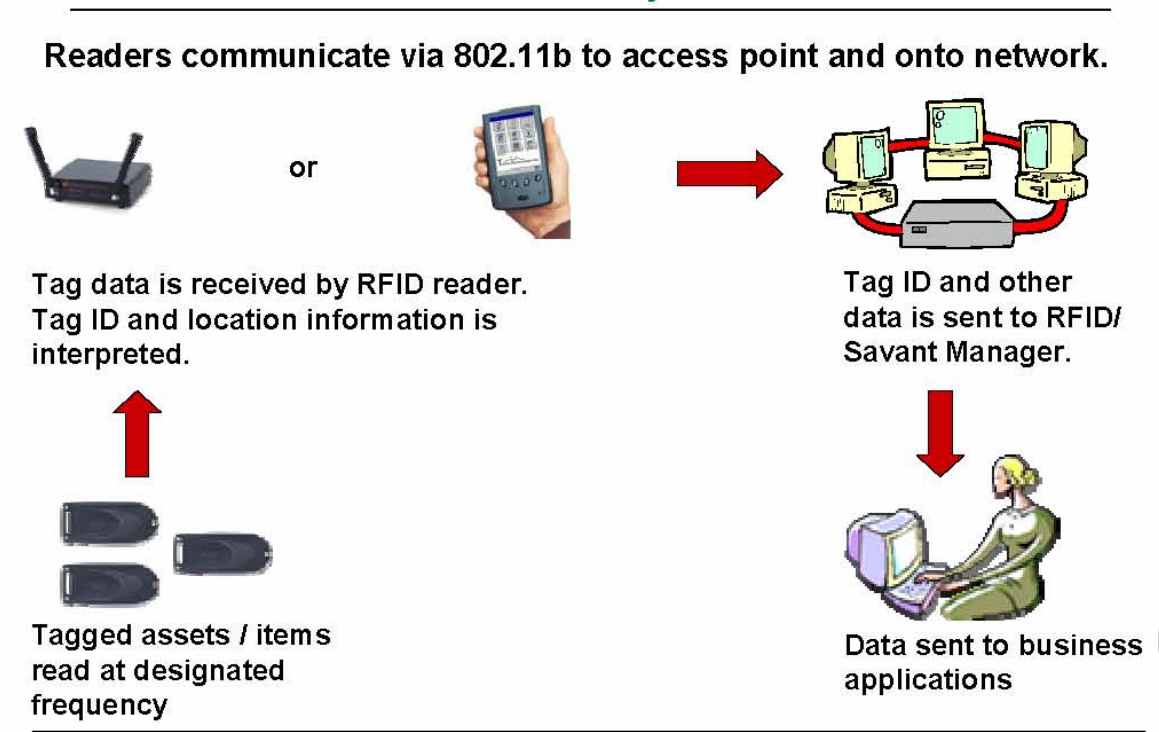 Readers communicate via 802.11b to access point and onto network.
or
Tag data is received by RFID reader.
Tag ID and location information is
interpreted.
Tag ID and other
data is sent to RFID/
Savant Manager.
Tagged assets / items
read at designated
frequency
Data sent to business
applications